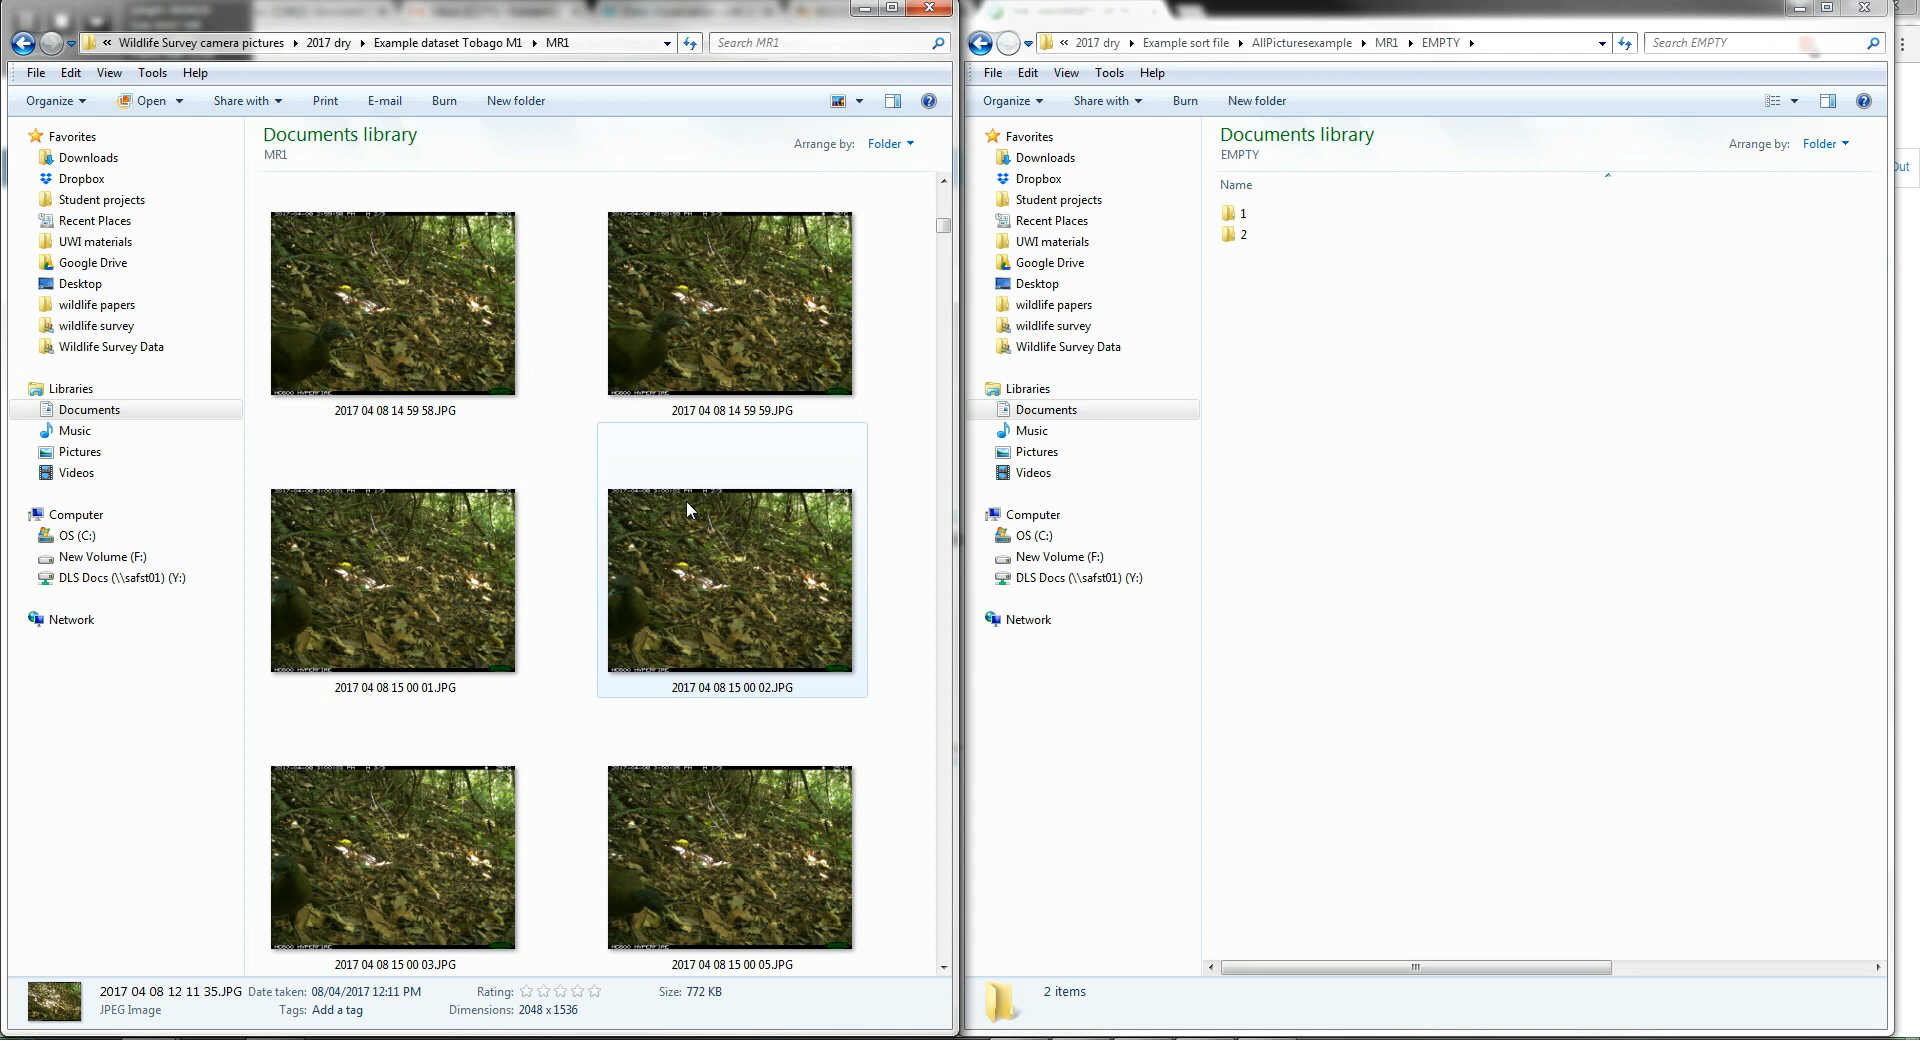 « Wildlife Survey camera pictures ▸ 2017 dry ▸ Example dataset Tobago M1 ▸ MR1
Search MR1
File Edit View Tools Help
Organize Open Share with Print E-mail Burn New folder
Favorites
Downloads
Dropbox
Student projects
Recent Places
UWI materials
Google Drive
Desktop
wildlife papers
wildlife survey
Wildlife Survey Data
Libraries
Documents
Music
Pictures
Videos
Computer
OS (C:)
New Volume (F:)
DLS Docs (\\safst01) (Y:)
Network
Documents library
MR1
Arrange by: Folder
2017 04 08 14 59 58.JPG
2017 04 08 14 59 59.JPG
2017 04 08 15 00 01.JPG
2017 04 08 15 00 02.JPG
2017 04 08 15 00 03.JPG
2017 04 08 15 00 05.JPG
2017 04 08 12 11 35.JPG Date taken: 08/04/2017 12:11 PM Rating: Size: 772 KB
JPEG Image Tags: Add a tag Dimensions: 2048 x 1536
« 2017 dry ▸ Example sort file ▸ AllPicturesexample ▸ MR1 ▸ EMPTY ▸
Search EMPTY
File Edit View Tools Help
Organize Share with Burn New folder
Favorites
Downloads
Dropbox
Student projects
Recent Places
UWI materials
Google Drive
Desktop
wildlife papers
wildlife survey
Wildlife Survey Data
Libraries
Documents
Music
Pictures
Videos
Computer
OS (C:)
New Volume (F:)
DLS Docs (\\safst01) (Y:)
Network
Documents library
EMPTY
Arrange by: Folder
Name
1
2
2 items